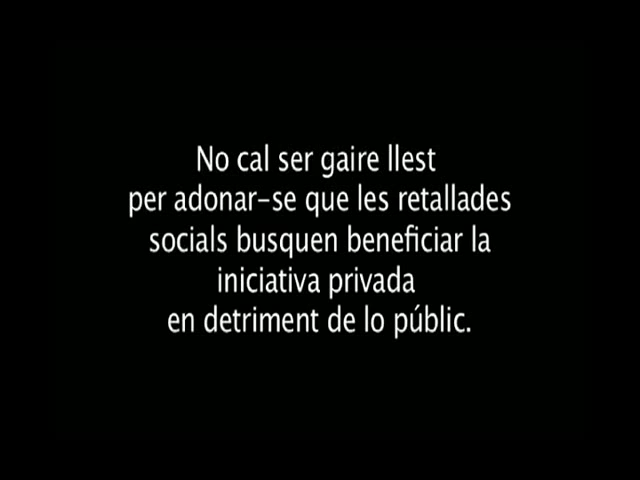 No cal ser gaire llest
per adonar-se que les retallades
socials busquen beneficiar la
iniciativa privada
en detriment de lo públic.